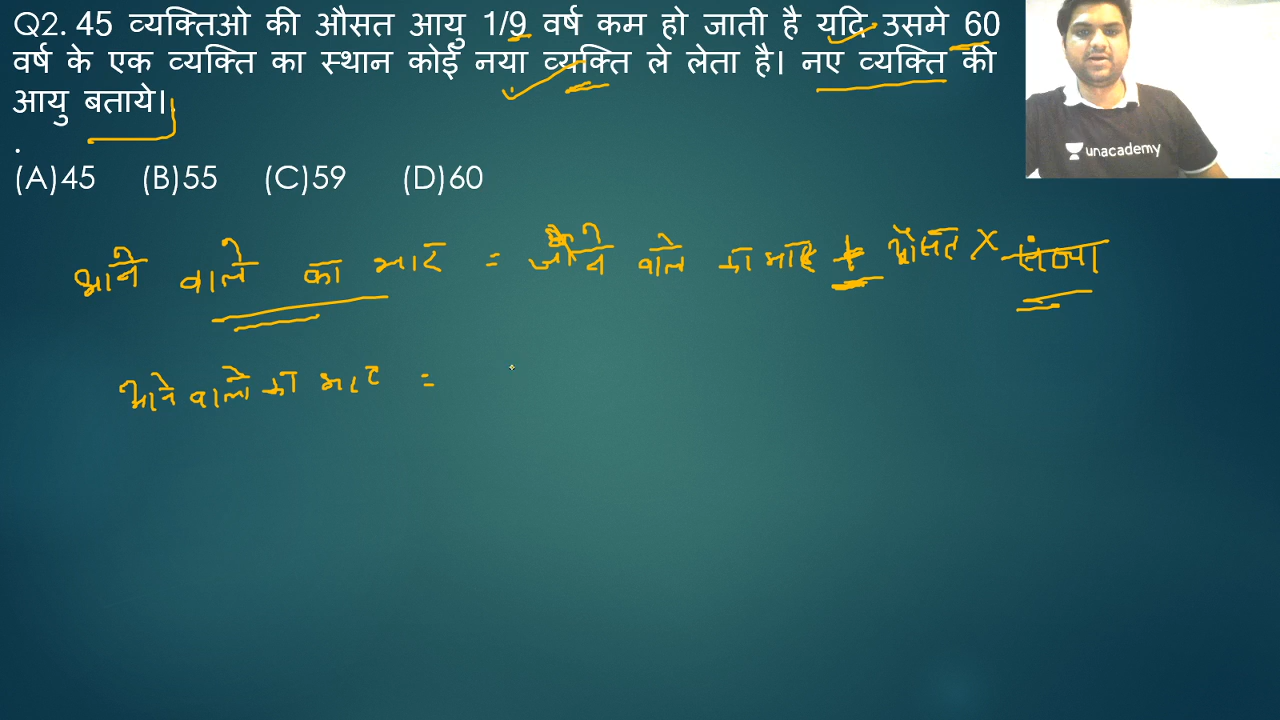 Q2. 45 व्यक्तिओ की औसत आयु 1/9 वर्ष कम हो जाती है यदि उसमे 60
वर्ष के एक व्यक्ति का स्थान कोई नया व्यक्ति ले लेता है। नए व्यक्ति की
आयु बताये।
.
(A)45 (B)55 (C)59 (D)60
unacademy
आने वाले का भार = जाने वाले का भार ± औसत × संख्या
आने वाले का भार =